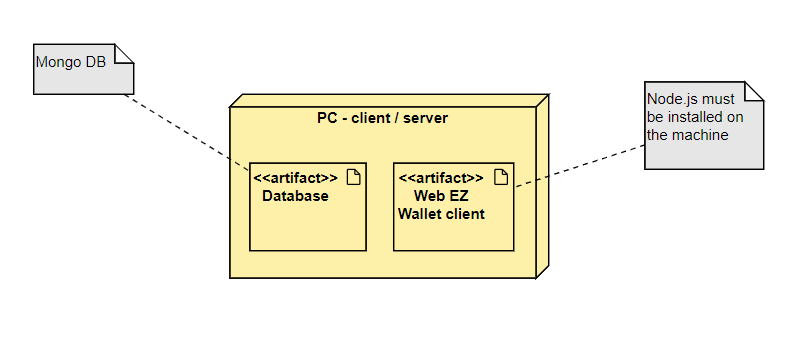 Mongo DB
PC - client / server
Node.js must
be installed on
the machine
<<artifact>>
Database
<<artifact>>
Web EZ
Wallet client